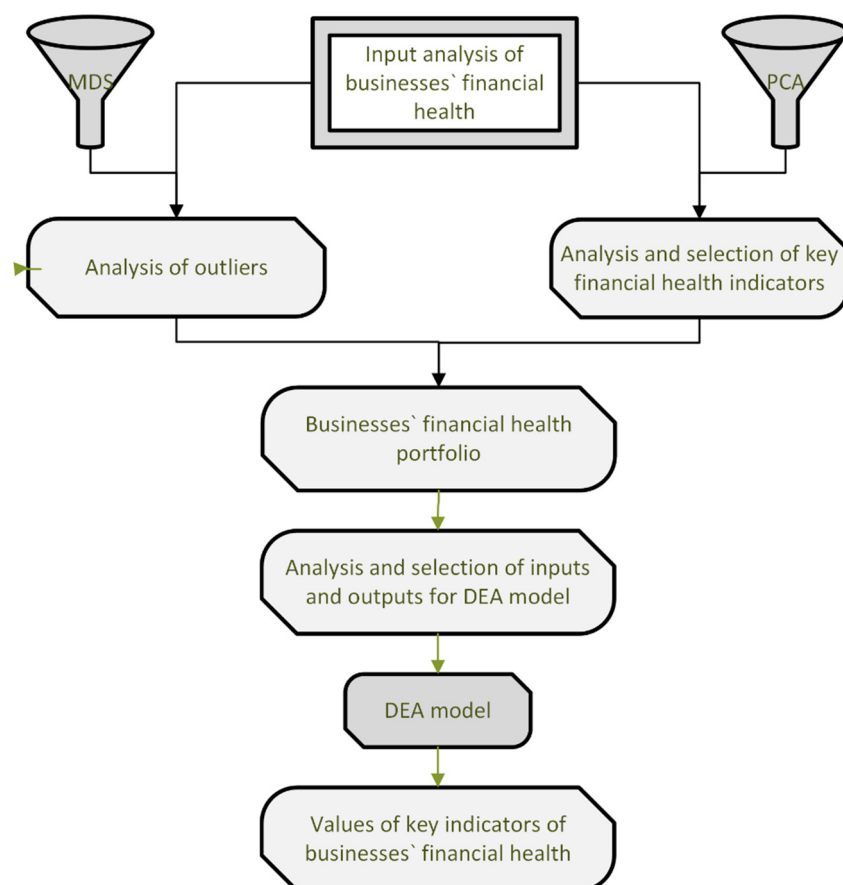 MDS
Input analysis of
businesses` financial
health
PCA
Analysis of outliers
Analysis and selection of key
financial health indicators
Businesses` financial health
portfolio
Analysis and selection of inputs
and outputs for DEA model
DEA model
Values of key indicators of
businesses` financial health